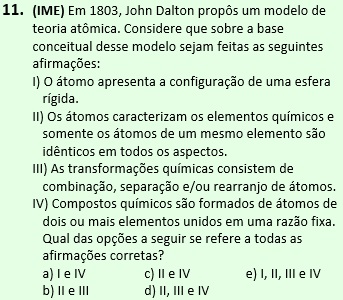 11. (IME) Em 1803, John Dalton propôs um modelo de
teoria atômica. Considere que sobre a base
conceitual desse modelo sejam feitas as seguintes
afirmações:
I) O átomo apresenta a configuração de uma esfera
rígida.
II) Os átomos caracterizam os elementos químicos e
somente os átomos de um mesmo elemento são
idênticos em todos os aspectos.
III) As transformações químicas consistem de
combinação, separação e/ou rearranjo de átomos.
IV) Compostos químicos são formados de átomos de
dois ou mais elementos unidos em uma razão fixa.
Qual das opções a seguir se refere a todas as
afirmações corretas?
a) I e IV c) II e IV e) I, II, III e IV
b) II e III d) II, III e IV